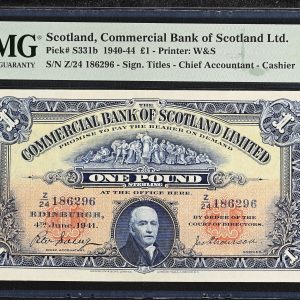 PMG
GUARANTY
Scotland, Commercial Bank of Scotland Ltd.
Pick# S331b 1940-44 £1 - Printer: W&S
S/N Z/24 186296 - Sign. Titles - Chief Accountant - Cashier
COMMERCIAL BANK OF SCOTLAND LIMITED
PROMISE TO PAY THE BEARER ON DEMAND
£1
£1
ONE POUND
STERLING
AT THE OFFICE HERE.
Z/24 186296
Z/24 186296
EDINBURGH,
4th June, 1941.
BY ORDER OF THE
COURT OF DIRECTORS.